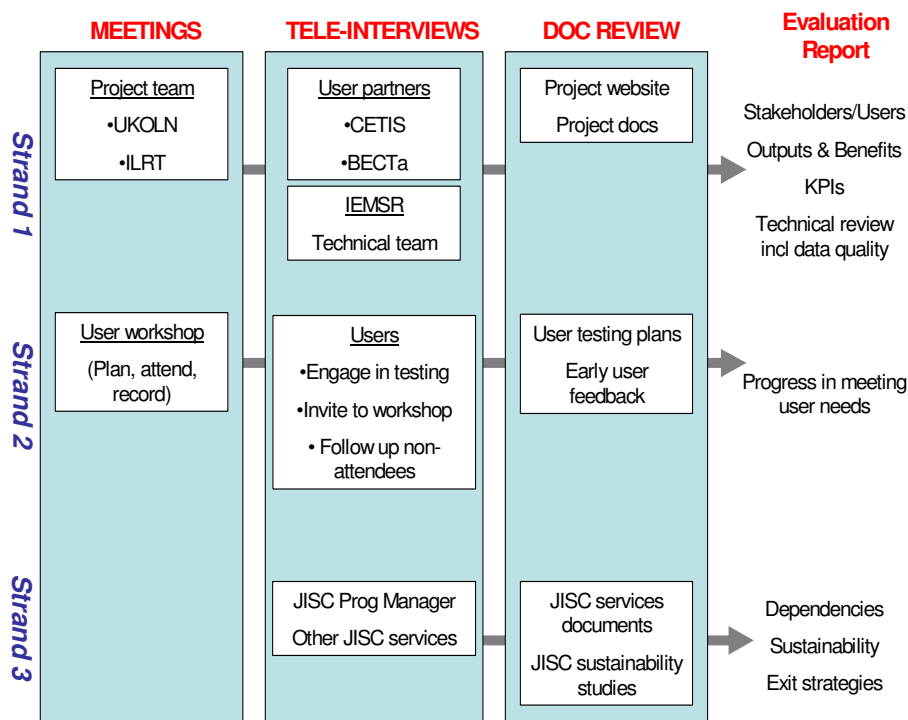 MEETINGS
TELE-INTERVIEWS
DOC REVIEW
Evaluation
Report
Strand 1
Project team
•UKOLN
•ILRT
User partners
•CETIS
•BECTa
IEMSR
Technical team
Project website
Project docs
Stakeholders/Users
Outputs & Benefits
KPIs
Technical review
incl data quality
Strand 2
User workshop
(Plan, attend,
record)
Users
•Engage in testing
•Invite to workshop
• Follow up non-
attendees
User testing plans
Early user
feedback
Progress in meeting
user needs
Strand 3
JISC Prog Manager
Other JISC services
JISC services
documents
JISC sustainability
studies
Dependencies
Sustainability
Exit strategies